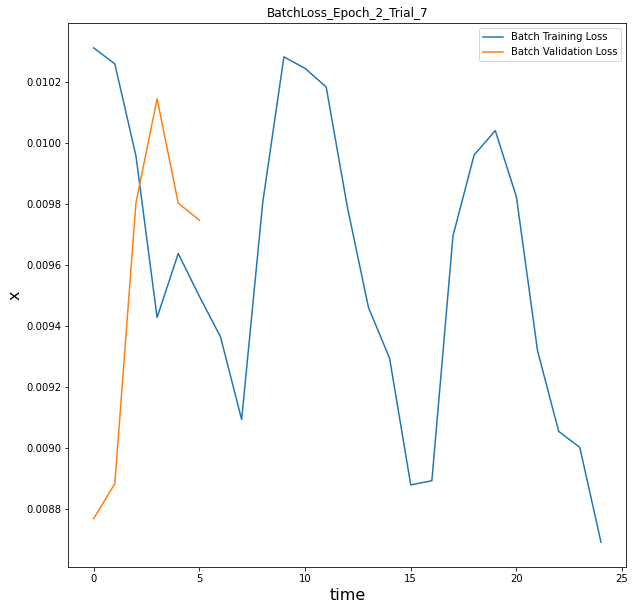 BatchLoss_Epoch_2_Trial_7
Batch Training Loss
Batch Validation Loss
0.0102
0.0100
0.0098
0.0096
0.0094
0.0092
0.0090
0.0088
x
0 5 10 15 20 25
time